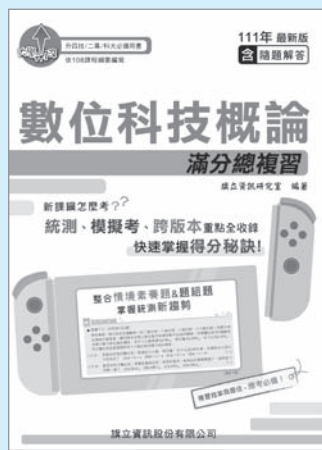 升四技/二專/科大必備用書
依108課程綱要編寫
111年 最新版
含 隨題解答
數位科技概論
滿分總複習
旗立資訊研究室 編著
新課綱怎麼考??
統測、模擬考、跨版本重點全收錄
快速掌握得分秘訣!
整合情境素養題&題組題
掌握統測新趨勢
旗立資訊股份有限公司